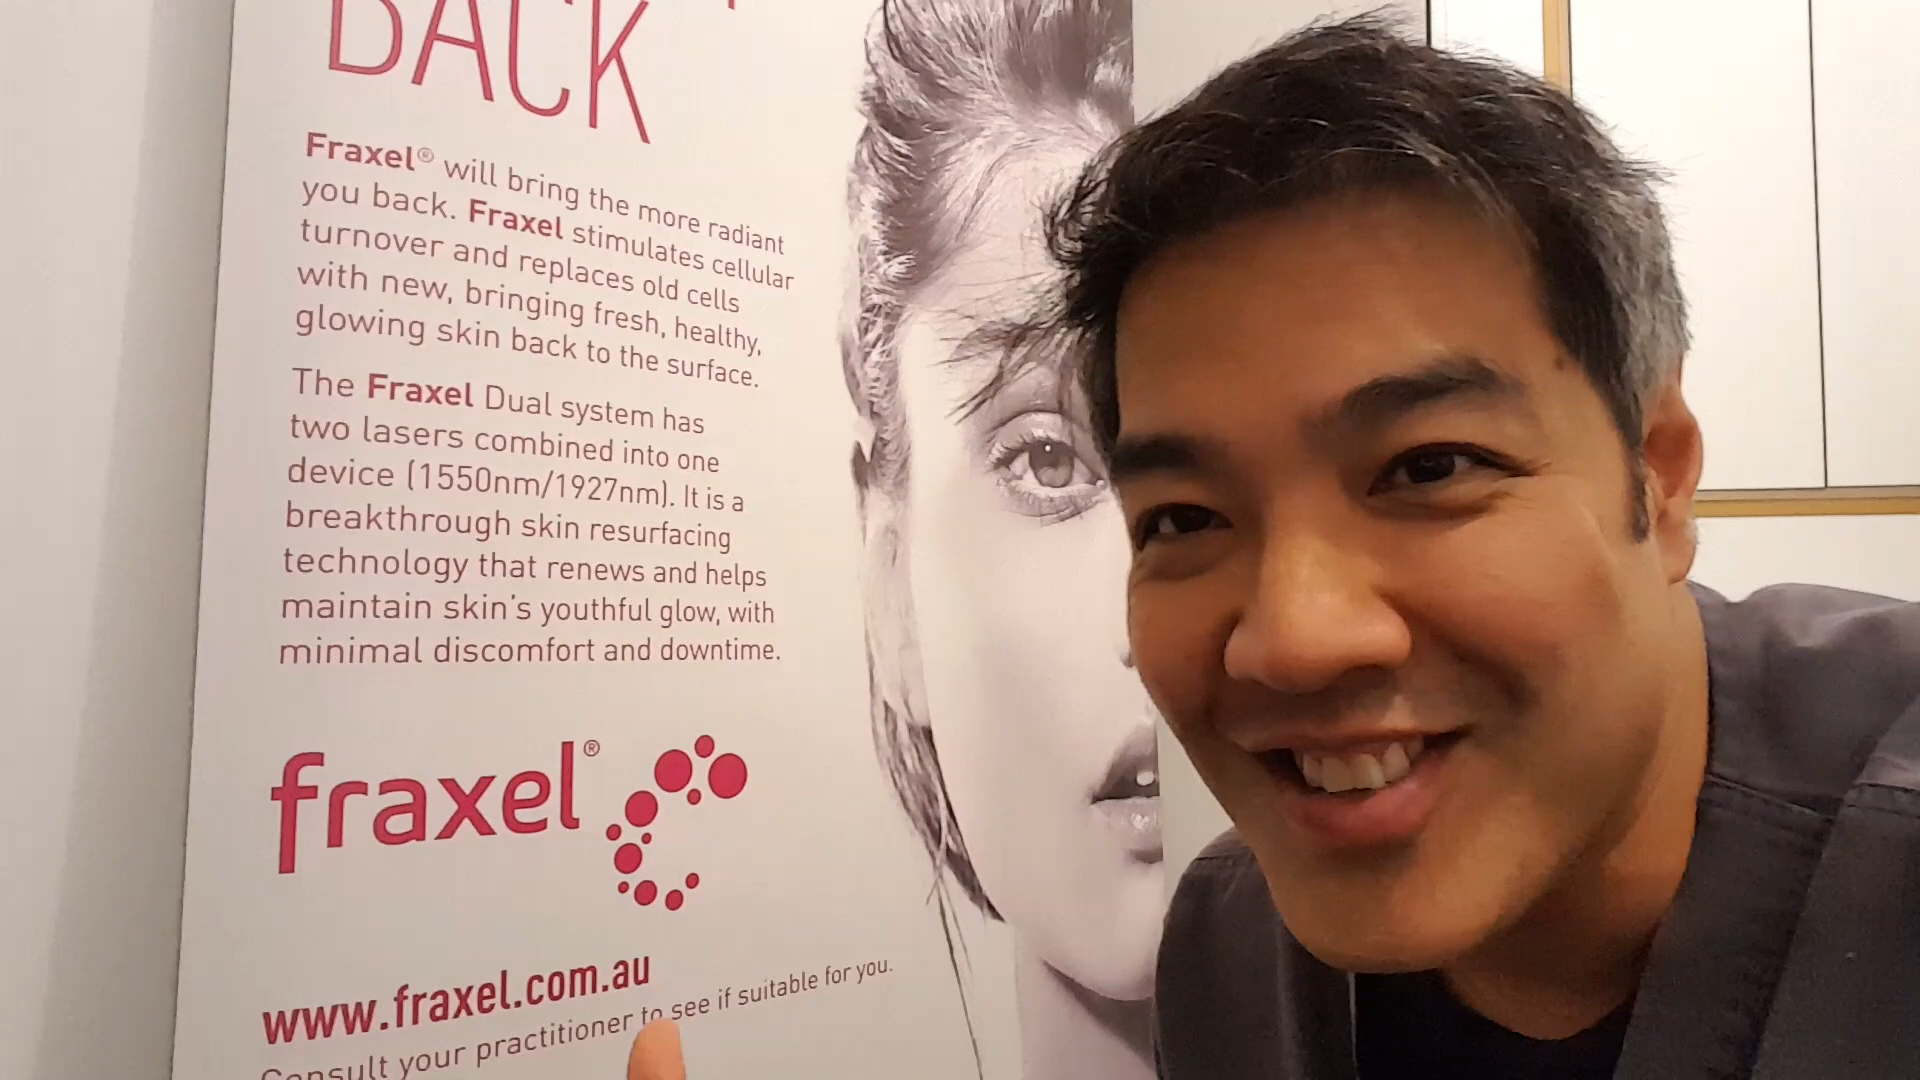 BACK
Fraxel® will bring the more radiant
you back. Fraxel stimulates cellular
turnover and replaces old cells
with new, bringing fresh, healthy,
glowing skin back to the surface.
The Fraxel Dual system has
two lasers combined into one
device (1550nm/1927nm). It is a
breakthrough skin resurfacing
technology that renews and helps
maintain skin's youthful glow, with
minimal discomfort and downtime.
fraxel®
www.fraxel.com.au
Consult your practitioner to see if suitable for you.